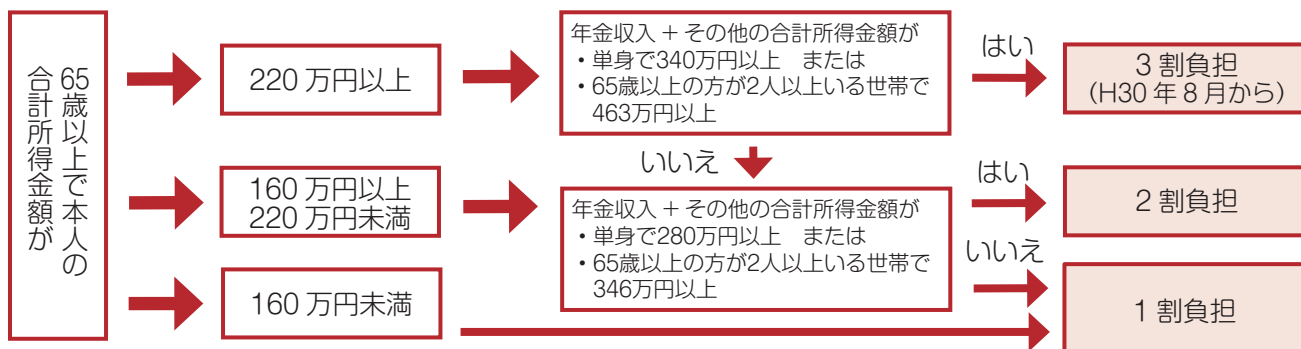 65歳以上で本人の
合計所得金額が
220万円以上
年金収入+その他の合計所得金額が
・単身で340万円以上　または
・65歳以上の方が2人以上いる世帯で
463万円以上
はい
3割負担
（H30年8月から）
いいえ
160万円以上
220万円未満
年金収入+その他の合計所得金額が
・単身で280万円以上　または
・65歳以上の方が2人以上いる世帯で
346万円以上
はい
2割負担
いいえ
160万円未満
1割負担